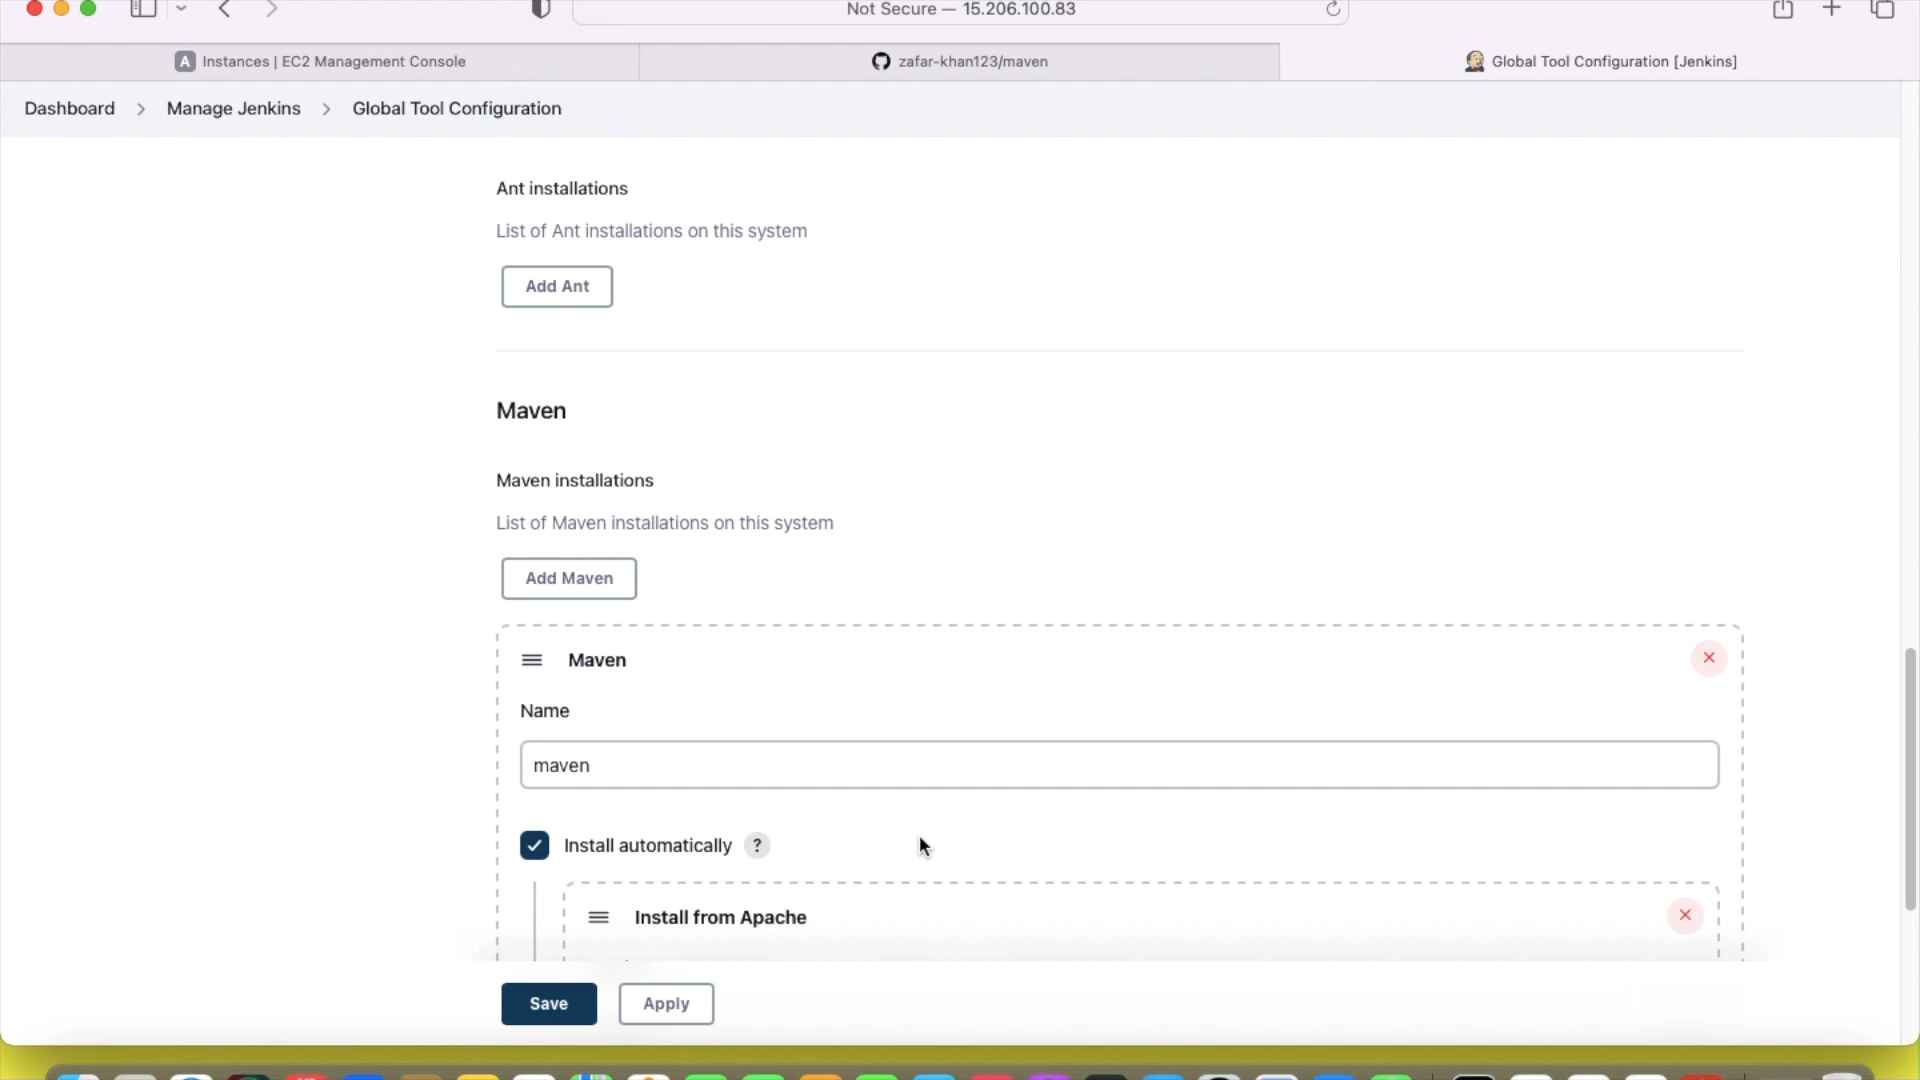 Not Secure — 15.206.100.83
A Instances | EC2 Management Console
zafar-khan123/maven
Global Tool Configuration [Jenkins]
Dashboard > Manage Jenkins > Global Tool Configuration
Ant installations
List of Ant installations on this system
Add Ant
Maven
Maven installations
List of Maven installations on this system
Add Maven
Maven
Name
maven
Install automatically ?
Install from Apache
Save
Apply